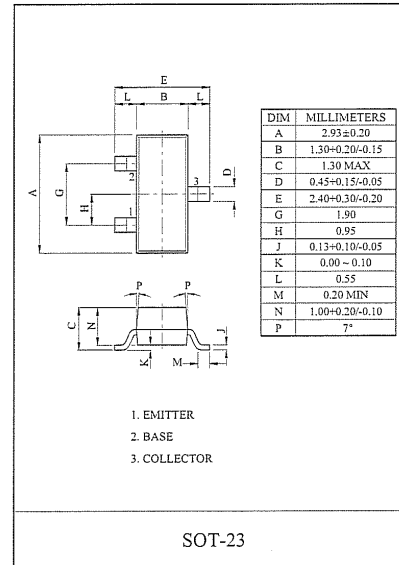 E
L B L
A
G
H
2
1
3
D
DIM MILLIMETERS
A 2.93±0.20
B 1.30+0.20/-0.15
C 1.30 MAX
D 0.45+0.15/-0.05
E 2.40+0.30/-0.20
G 1.90
H 0.95
J 0.13+0.10/-0.05
K 0.00 ~ 0.10
L 0.55
M 0.20 MIN
N 1.00+0.20/-0.10
P 7°
P P
C
N
K
M
J
1. EMITTER
2. BASE
3. COLLECTOR
SOT-23